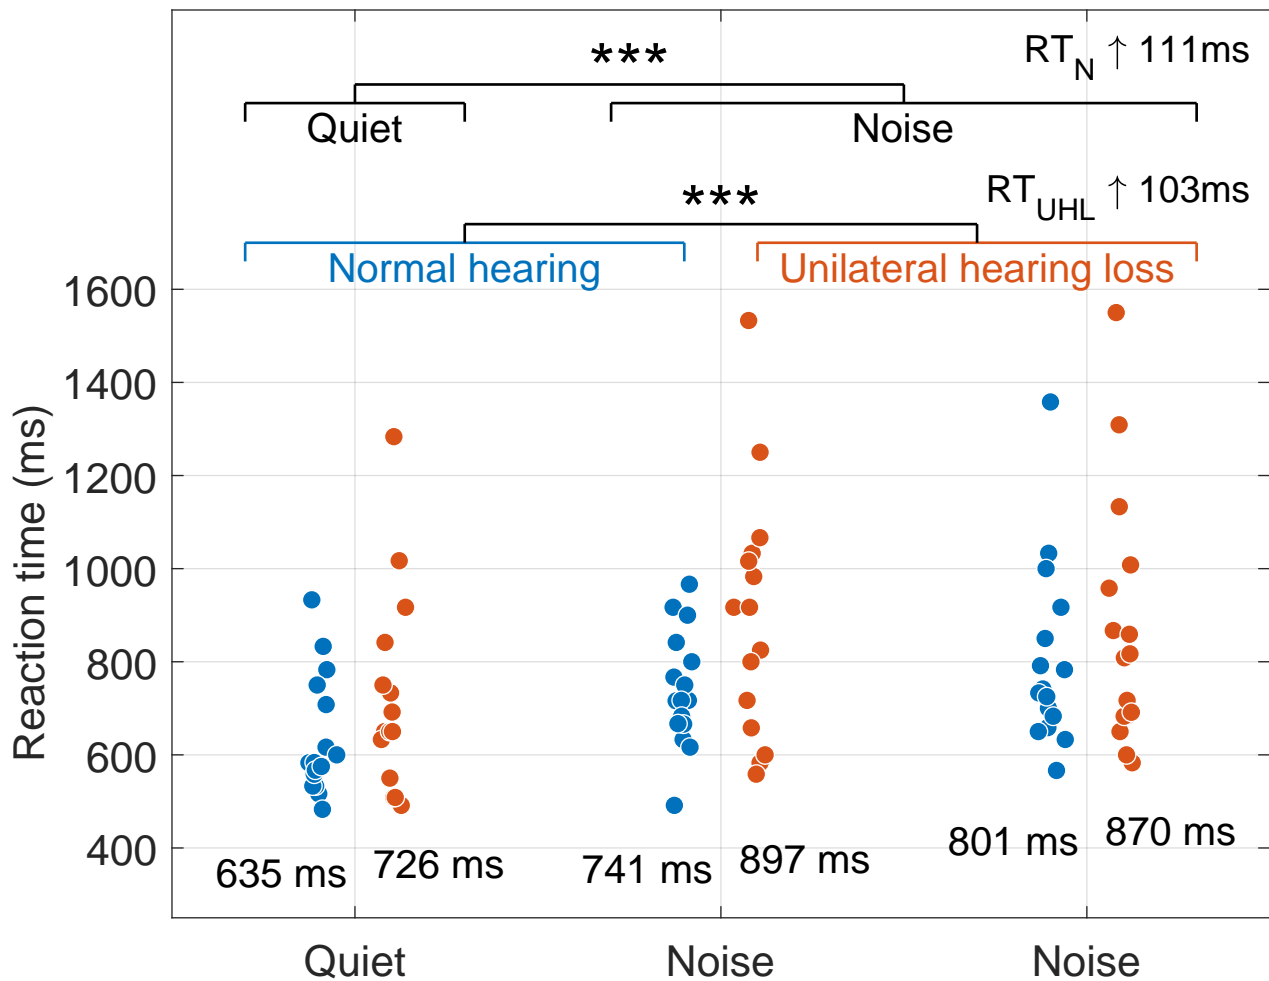 *** RT_N ↑ 111ms
Quiet Noise
*** RT_UHL ↑ 103ms
Normal hearing Unilateral hearing loss
Reaction time (ms)
1600
1400
1200
1000
800
600
400
635 ms 726 ms 741 ms 897 ms 801 ms 870 ms
Quiet Noise Noise